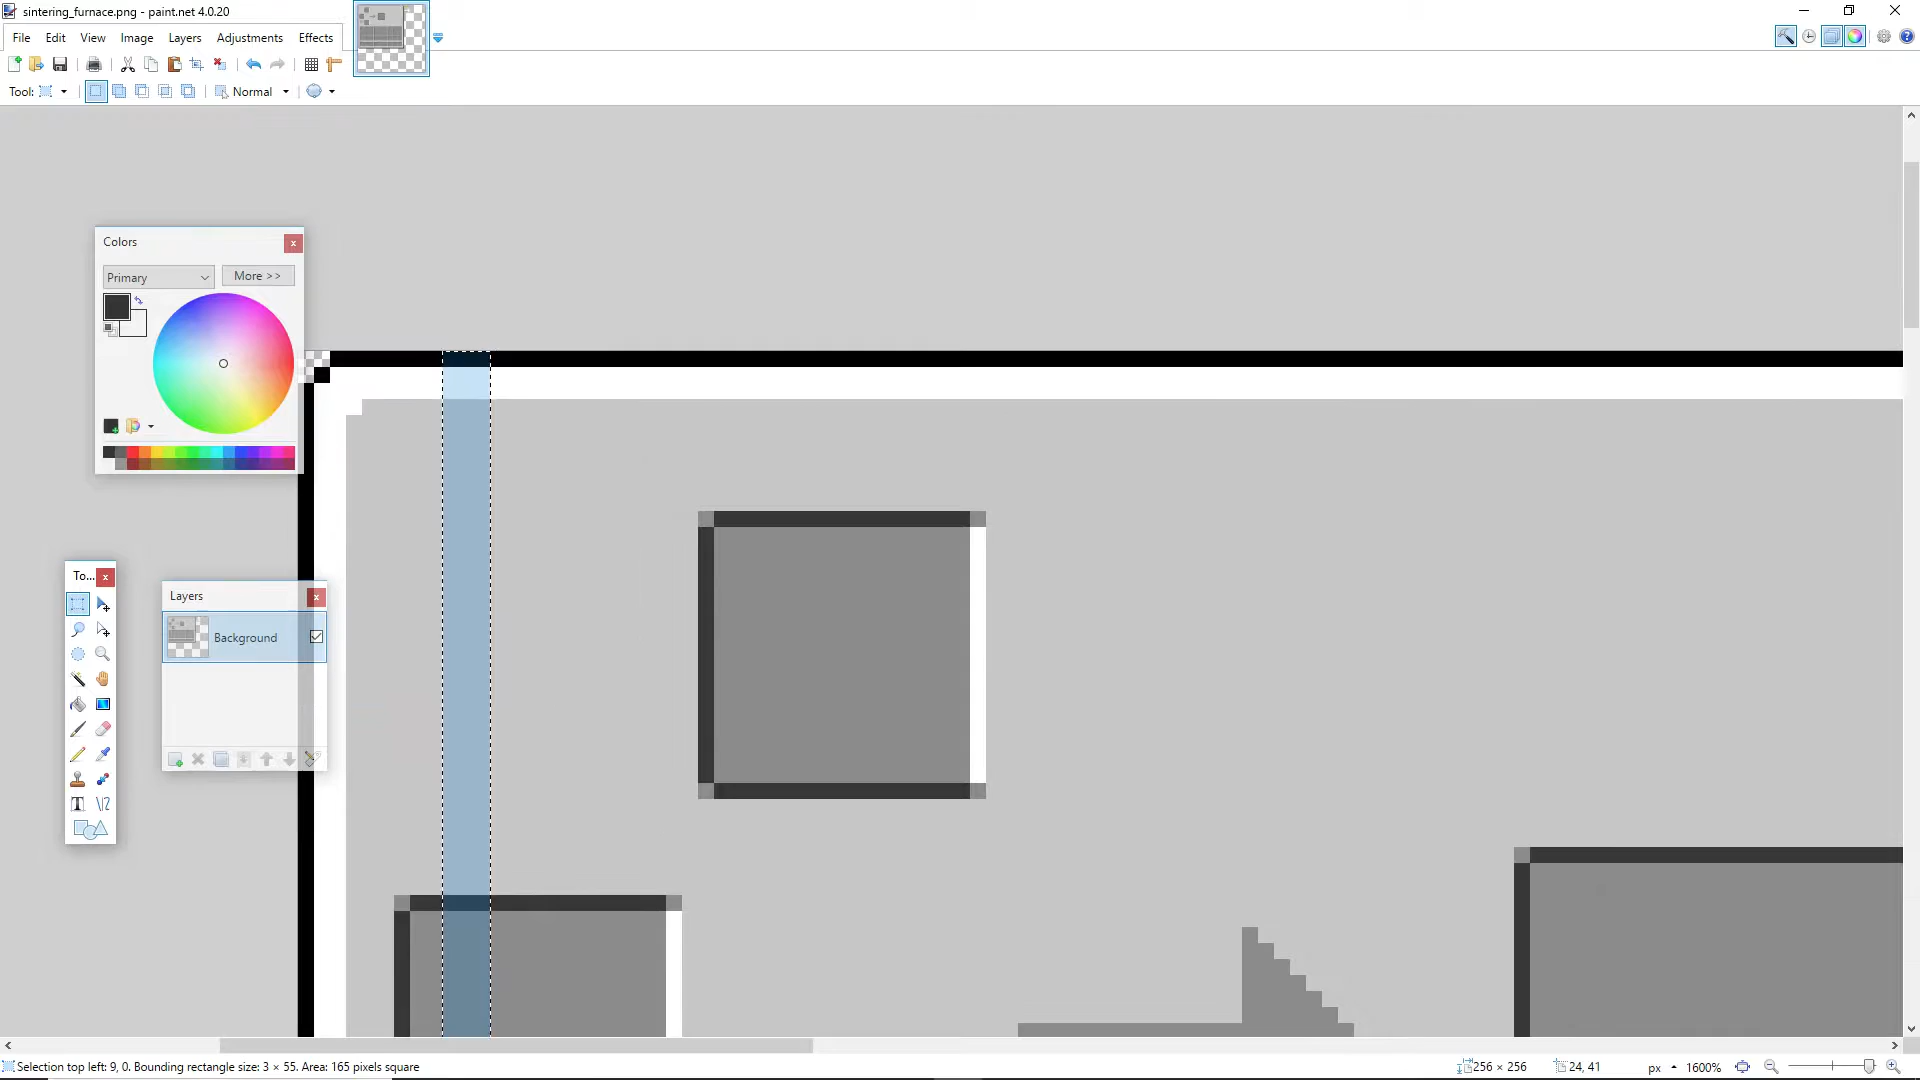 sintering_furnace.png - paint.net 4.0.20
File Edit View Image Layers Adjustments Effects
Tool: Normal
Colors
Primary More >>
To...
Layers
Background
Selection top left: 9, 0. Bounding rectangle size: 3 × 55. Area: 165 pixels square 256 × 256 24, 41 px 1600%